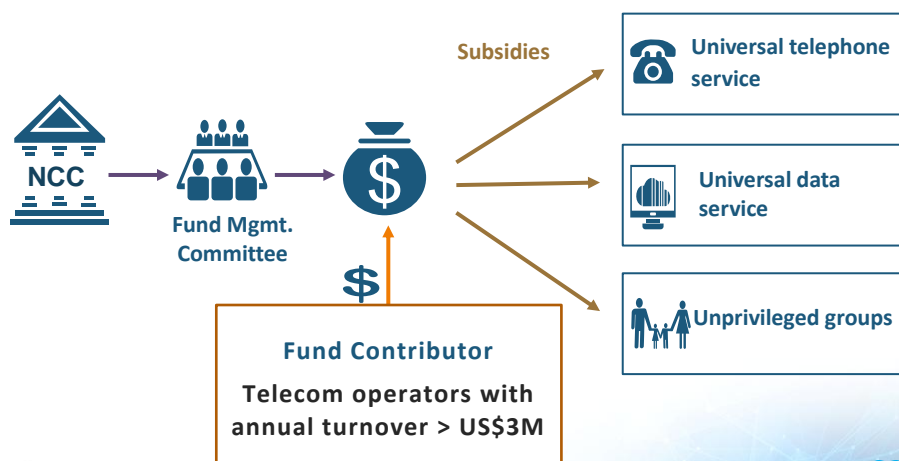 Subsidies
Universal telephone
service
NCC
$
Universal data
service
Fund Mgmt.
Committee
$
Unprivileged groups
Fund Contributor
Telecom operators with
annual turnover > US$3M